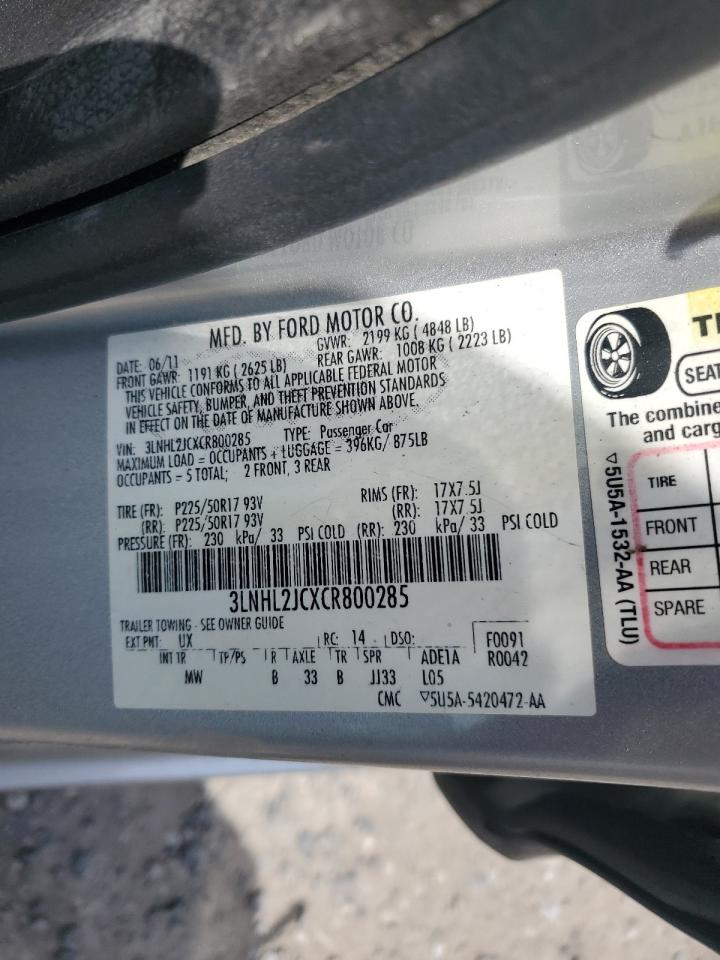 MFD. BY FORD MOTOR CO.
DATE: 06/11 GVWR: 2199 KG ( 4848 LB)
FRONT GAWR: 1191 KG ( 2625 LB) REAR GAWR: 1008 KG ( 2223 LB)
THIS VEHICLE CONFORMS TO ALL APPLICABLE FEDERAL MOTOR
VEHICLE SAFETY, BUMPER, AND THEFT PREVENTION STANDARDS
IN EFFECT ON THE DATE OF MANUFACTURE SHOWN ABOVE.
VIN: 3LNHL2JCXCR800285 TYPE: Passenger Car
MAXIMUM LOAD = OCCUPANTS + LUGGAGE = 396KG/ 875LB
OCCUPANTS = 5 TOTAL; 2 FRONT, 3 REAR
TIRE (FR): P225/50R17 93V RIMS (FR): 17X7.5J
(RR): P225/50R17 93V (RR): 17X7.5J
PRESSURE (FR): 230 kPa/ 33 PSI COLD (RR): 230 kPa/ 33 PSI COLD
3LNHL2JCXCR800285
TRAILER TOWING - SEE OWNER GUIDE
EXT PNT: UX RC: 14 DSO: F0091
INT TR TP/PS R AXLE TR SPR ADE1A R0042
MW B 33 B JJ33 L05
CMC ▽5U5A-5420472-AA
SEAT
The combine
and carg
TIRE
FRONT
REAR
SPARE
▽5U5A-1532-AA (TLU)